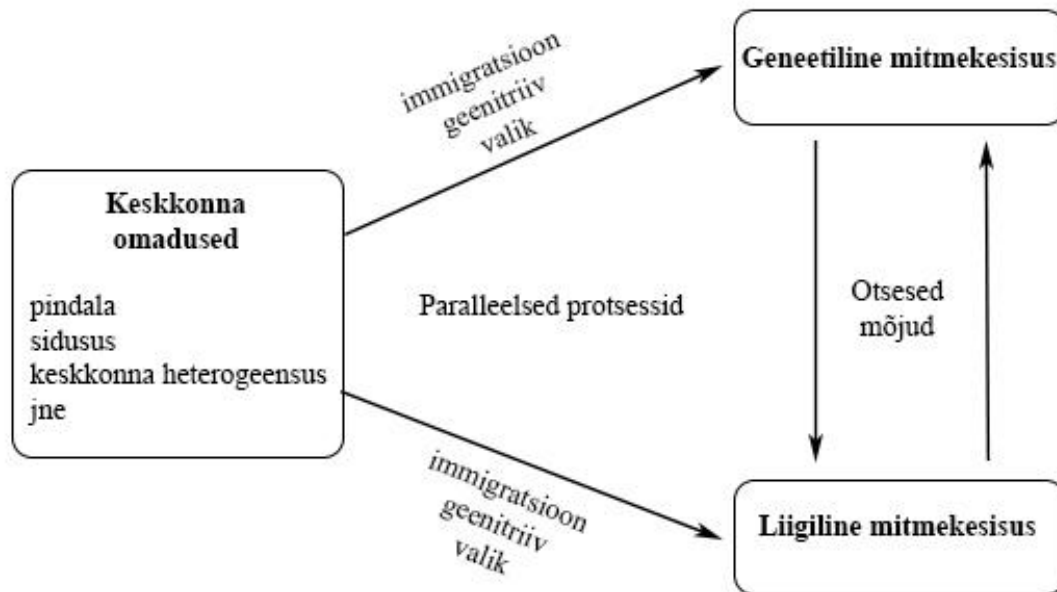 Geneetiline mitmekesisus
immigratsioon
geenitriiv
valik
Keskkonna
omadused
pindala
sidusus
keskkonna heterogeensus
jne
Paralleelsed protsessid
Otsesed
mõjud
immigratsioon
geenitriiv
valik
Liigiline mitmekesisus